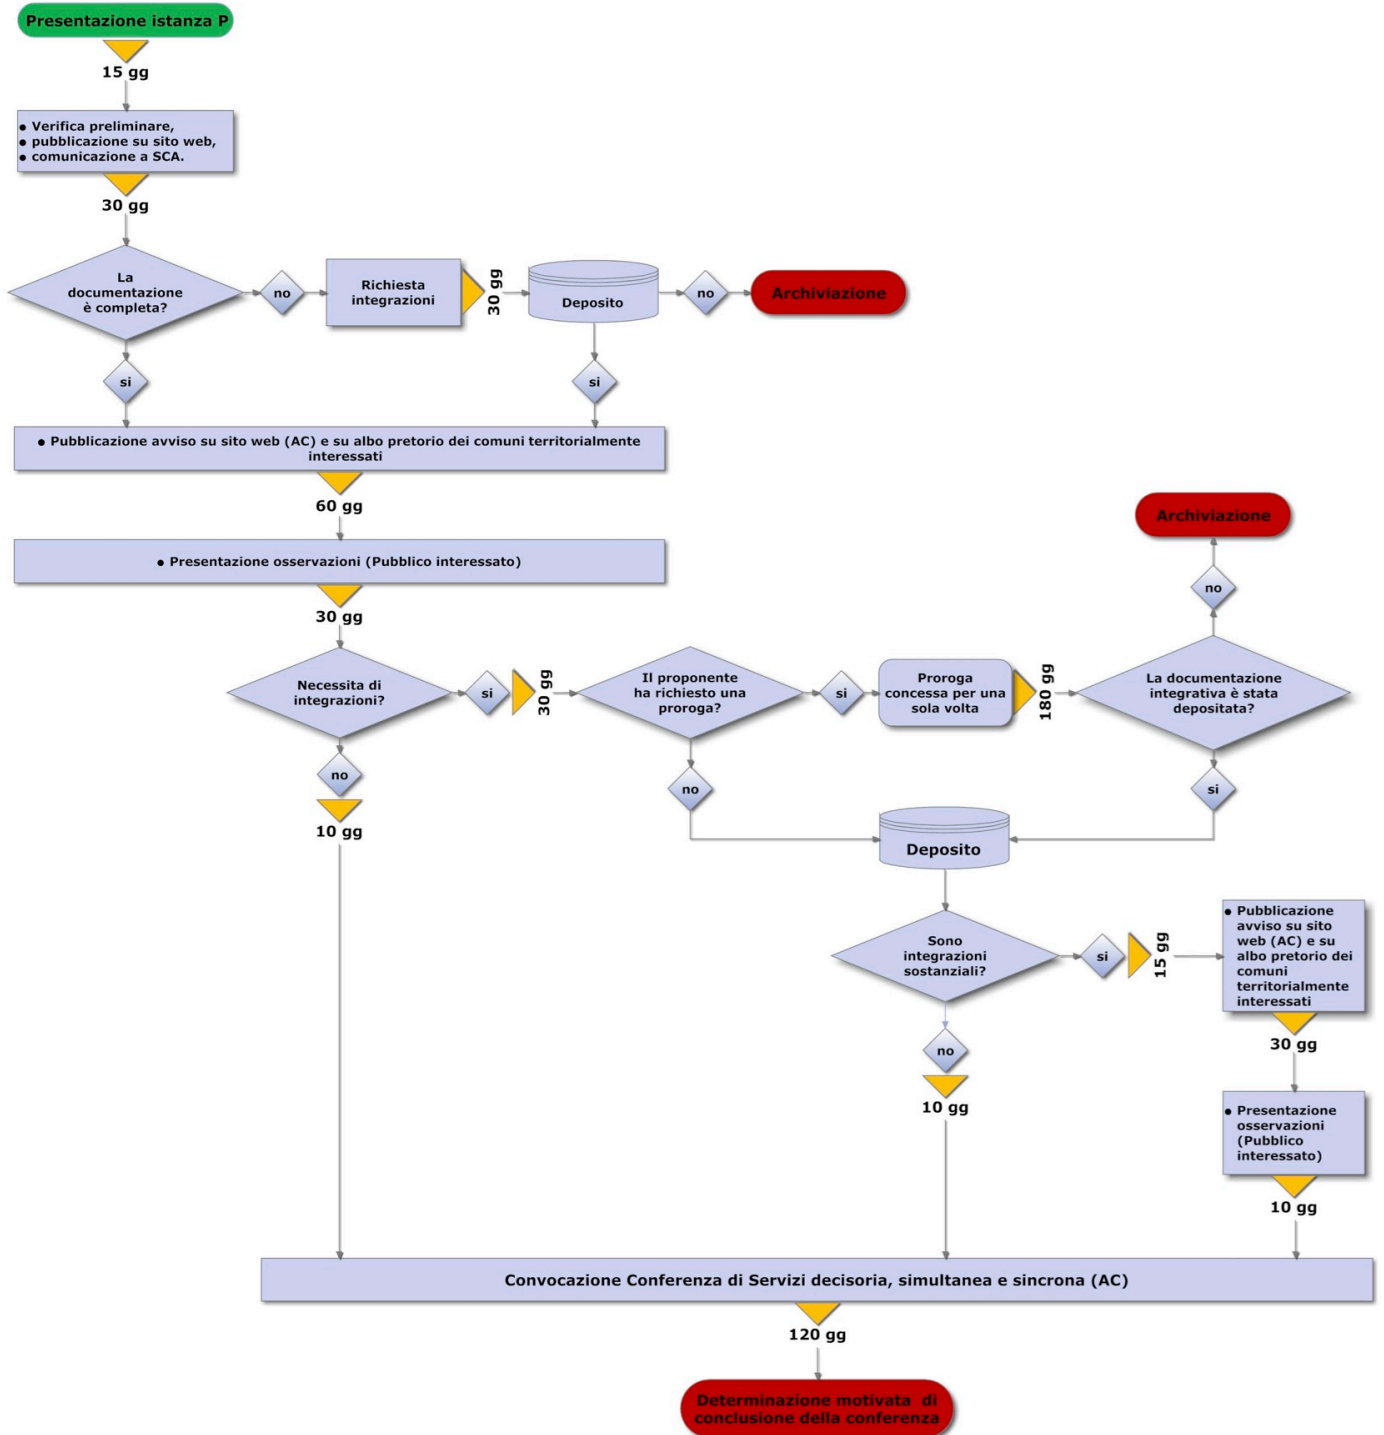 Presentazione istanza P
15 gg
● Verifica preliminare,
● pubblicazione su sito web,
● comunicazione a SCA.
30 gg
La
documentazione
è completa?
no
Richiesta
integrazioni
30 gg
Deposito
no
Archiviazione
si
si
● Pubblicazione avviso su sito web (AC) e su albo pretorio dei comuni territorialmente
interessati
60 gg
● Presentazione osservazioni (Pubblico interessato)
30 gg
Necessita di
integrazioni?
si
30 gg
Il proponente
ha richiesto una
proroga?
si
Proroga
concessa per una
sola volta
180 gg
La documentazione
integrativa è stata
depositata?
no
Archiviazione
no
10 gg
no
si
Deposito
Sono
integrazioni
sostanziali?
si
15 gg
● Pubblicazione
avviso su sito
web (AC) e su
albo pretorio dei
comuni
territorialmente
interessati
30 gg
no
10 gg
● Presentazione
osservazioni
(Pubblico
interessato)
10 gg
Convocazione Conferenza di Servizi decisoria, simultanea e sincrona (AC)
120 gg
Determinazione motivata di
conclusione della conferenza